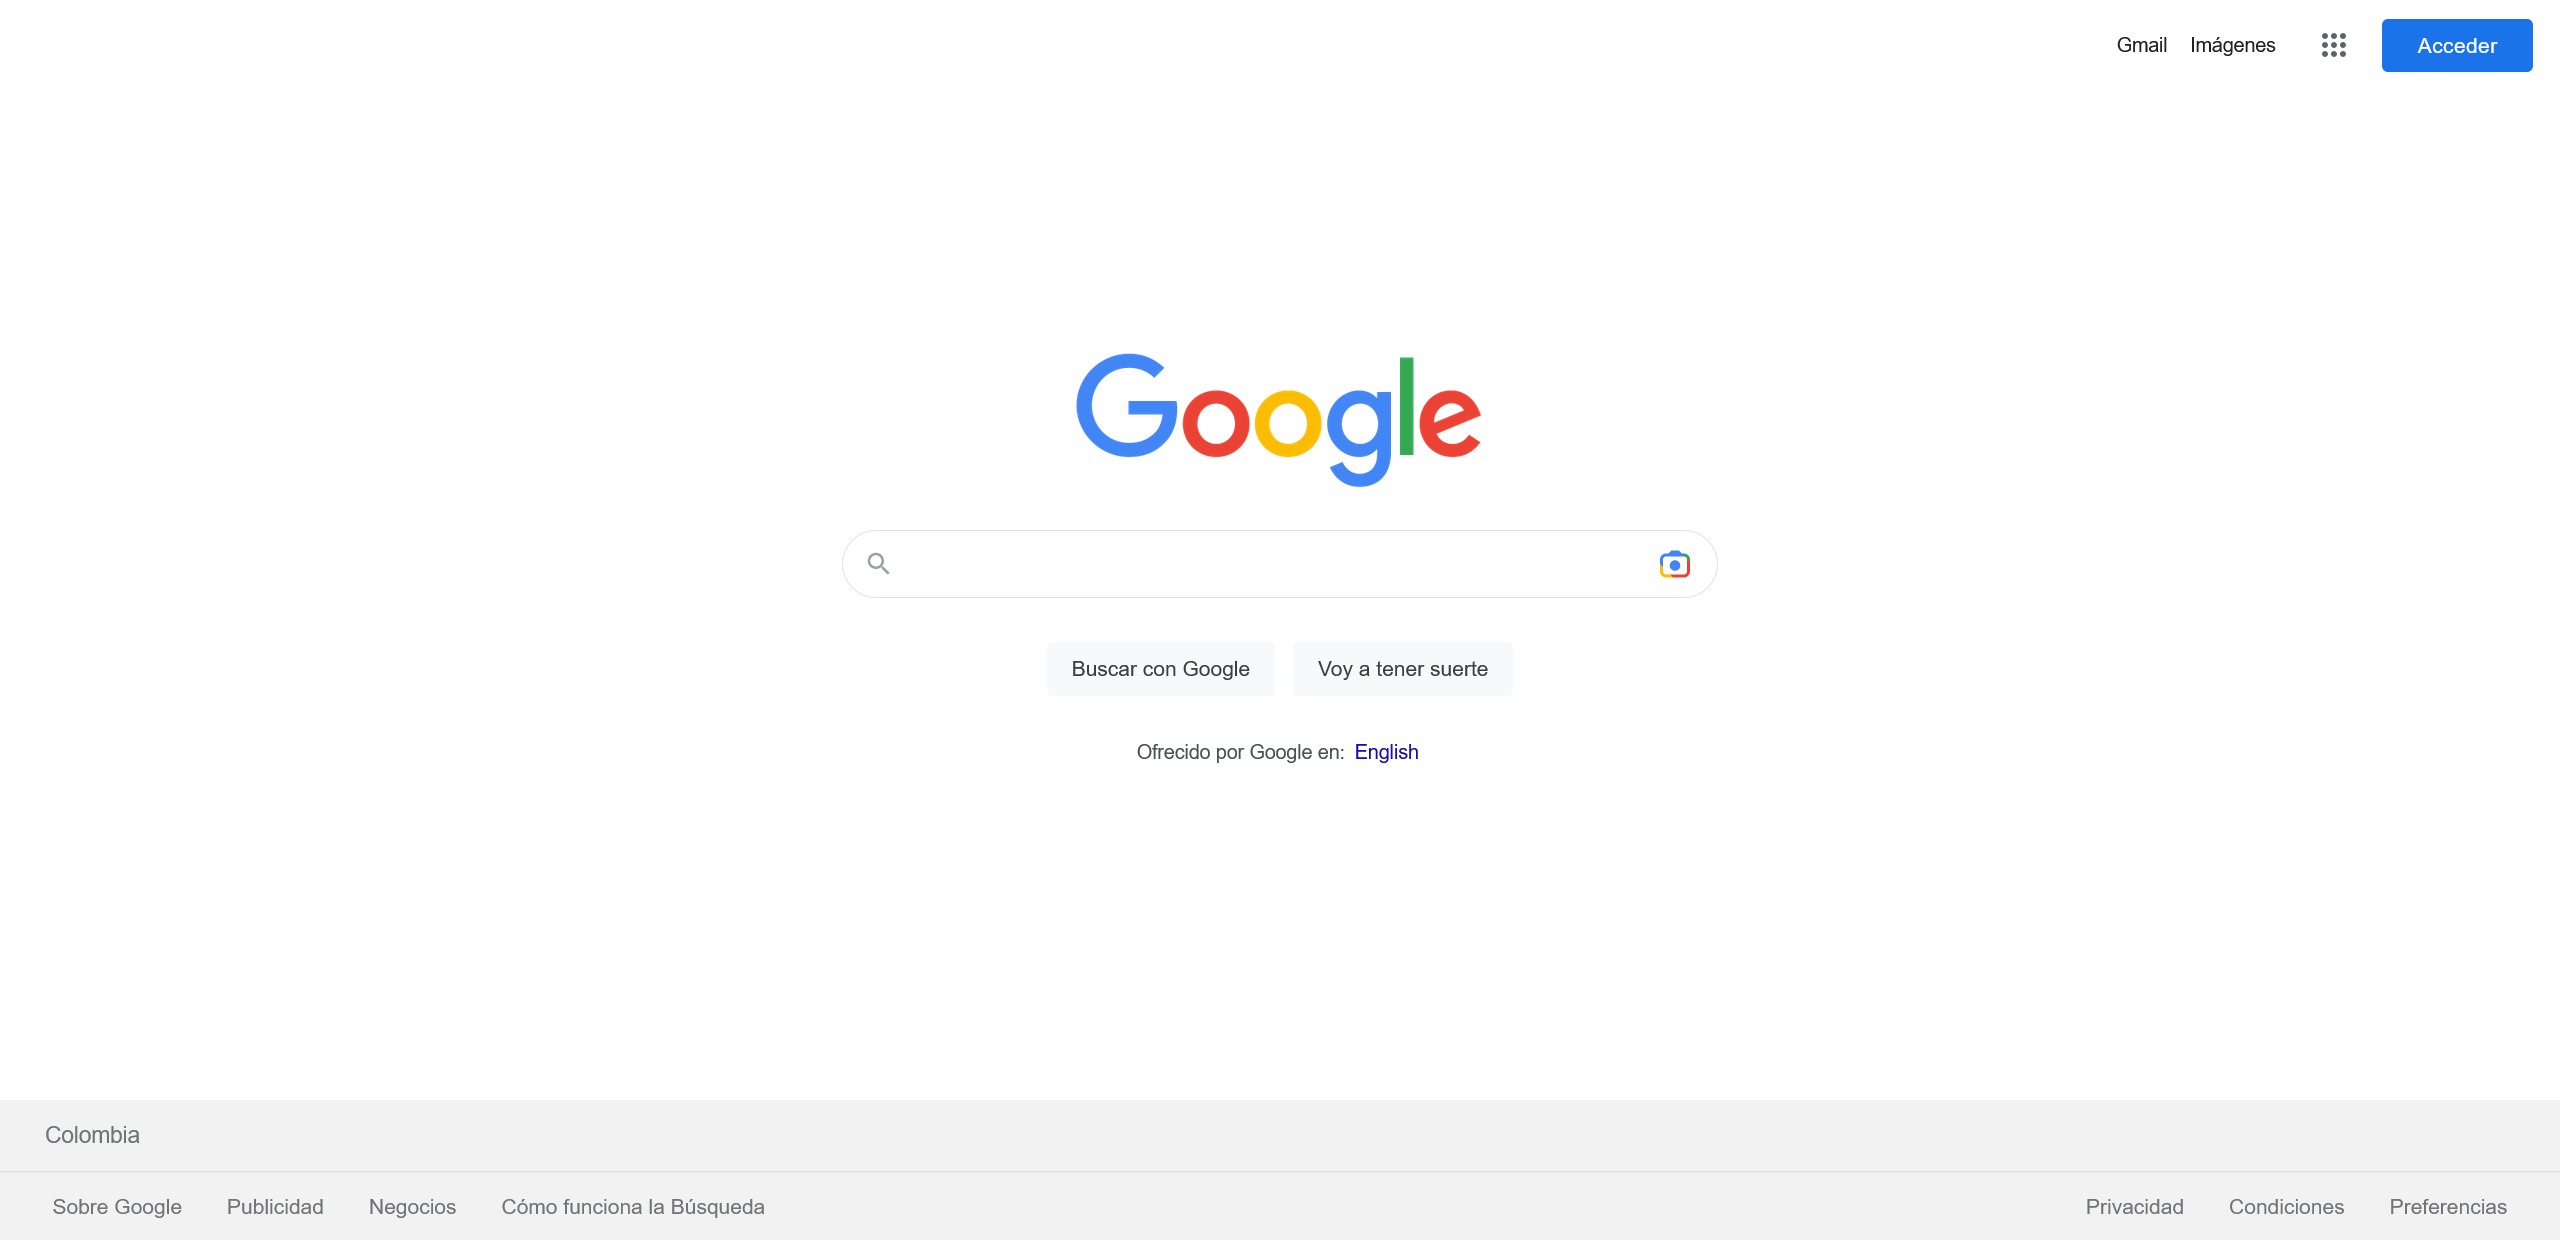 Gmail Imágenes Acceder
Google
Buscar con Google Voy a tener suerte
Ofrecido por Google en: English
Colombia
Sobre Google Publicidad Negocios Cómo funciona la Búsqueda Privacidad Condiciones Preferencias